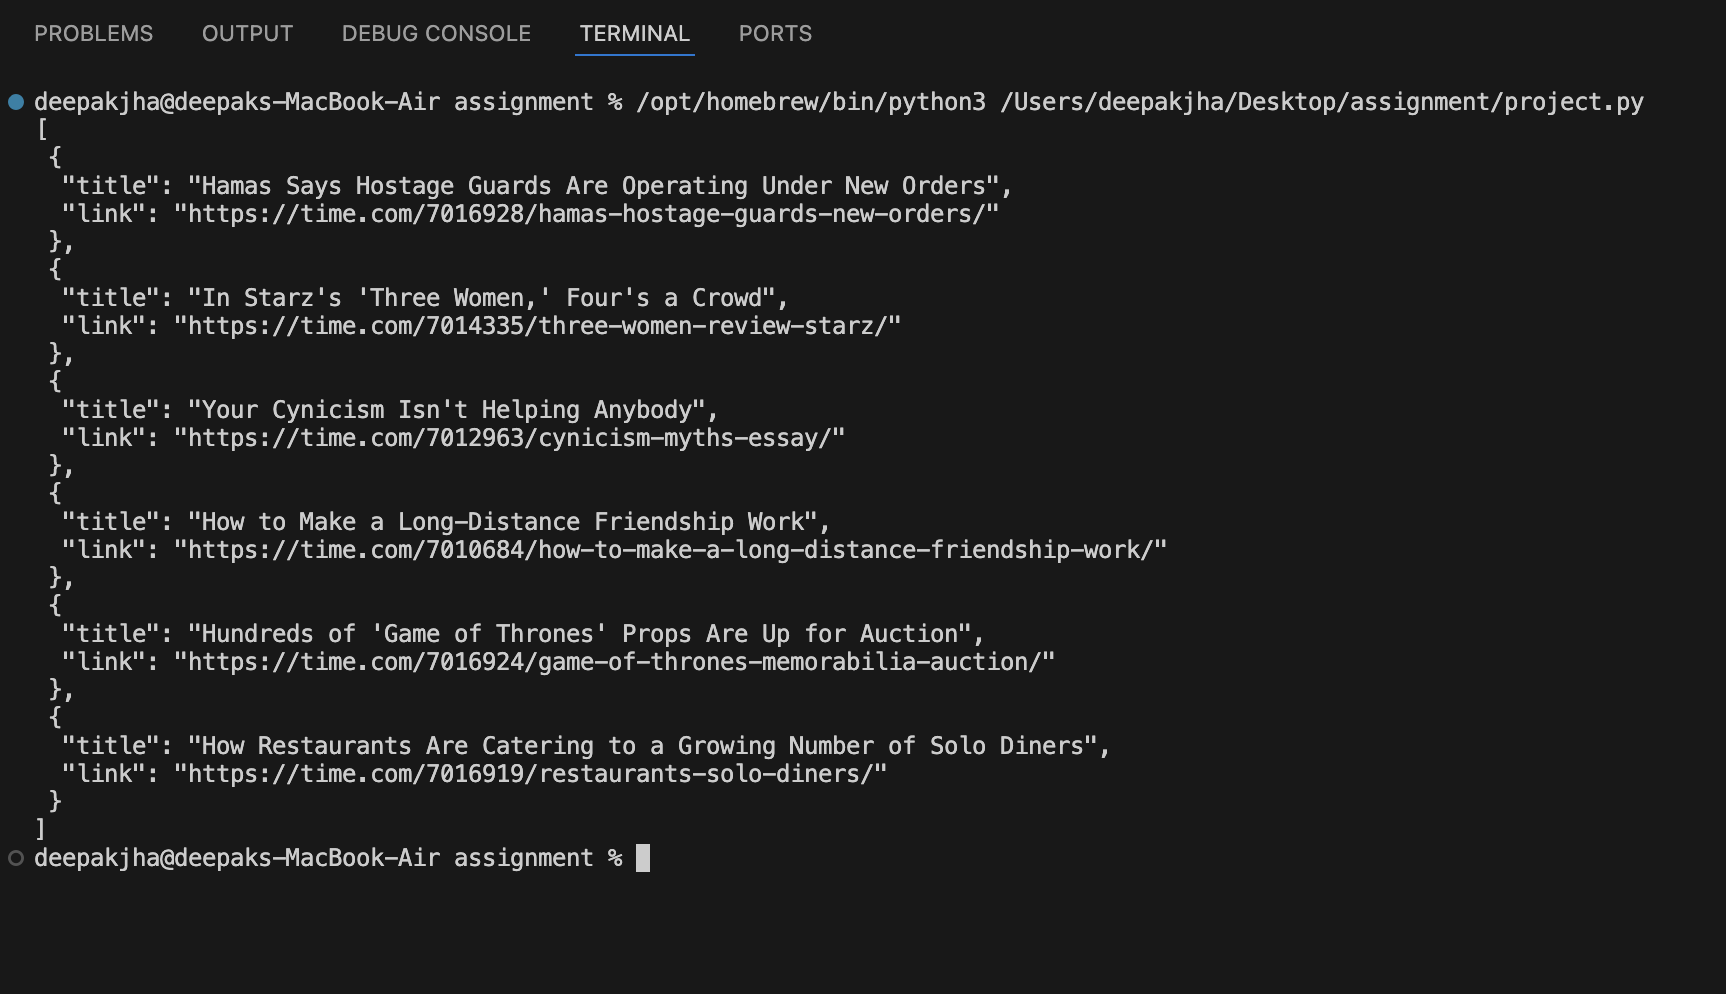 PROBLEMS OUTPUT DEBUG CONSOLE TERMINAL PORTS
deepakjha@deepaks-MacBook-Air assignment % /opt/homebrew/bin/python3 /Users/deepakjha/Desktop/assignment/project.py
[
 {
  "title": "Hamas Says Hostage Guards Are Operating Under New Orders",
  "link": "https://time.com/7016928/hamas-hostage-guards-new-orders/"
 },
 {
  "title": "In Starz's 'Three Women,' Four's a Crowd",
  "link": "https://time.com/7014335/three-women-review-starz/"
 },
 {
  "title": "Your Cynicism Isn't Helping Anybody",
  "link": "https://time.com/7012963/cynicism-myths-essay/"
 },
 {
  "title": "How to Make a Long-Distance Friendship Work",
  "link": "https://time.com/7010684/how-to-make-a-long-distance-friendship-work/"
 },
 {
  "title": "Hundreds of 'Game of Thrones' Props Are Up for Auction",
  "link": "https://time.com/7016924/game-of-thrones-memorabilia-auction/"
 },
 {
  "title": "How Restaurants Are Catering to a Growing Number of Solo Diners",
  "link": "https://time.com/7016919/restaurants-solo-diners/"
 }
]
deepakjha@deepaks-MacBook-Air assignment %